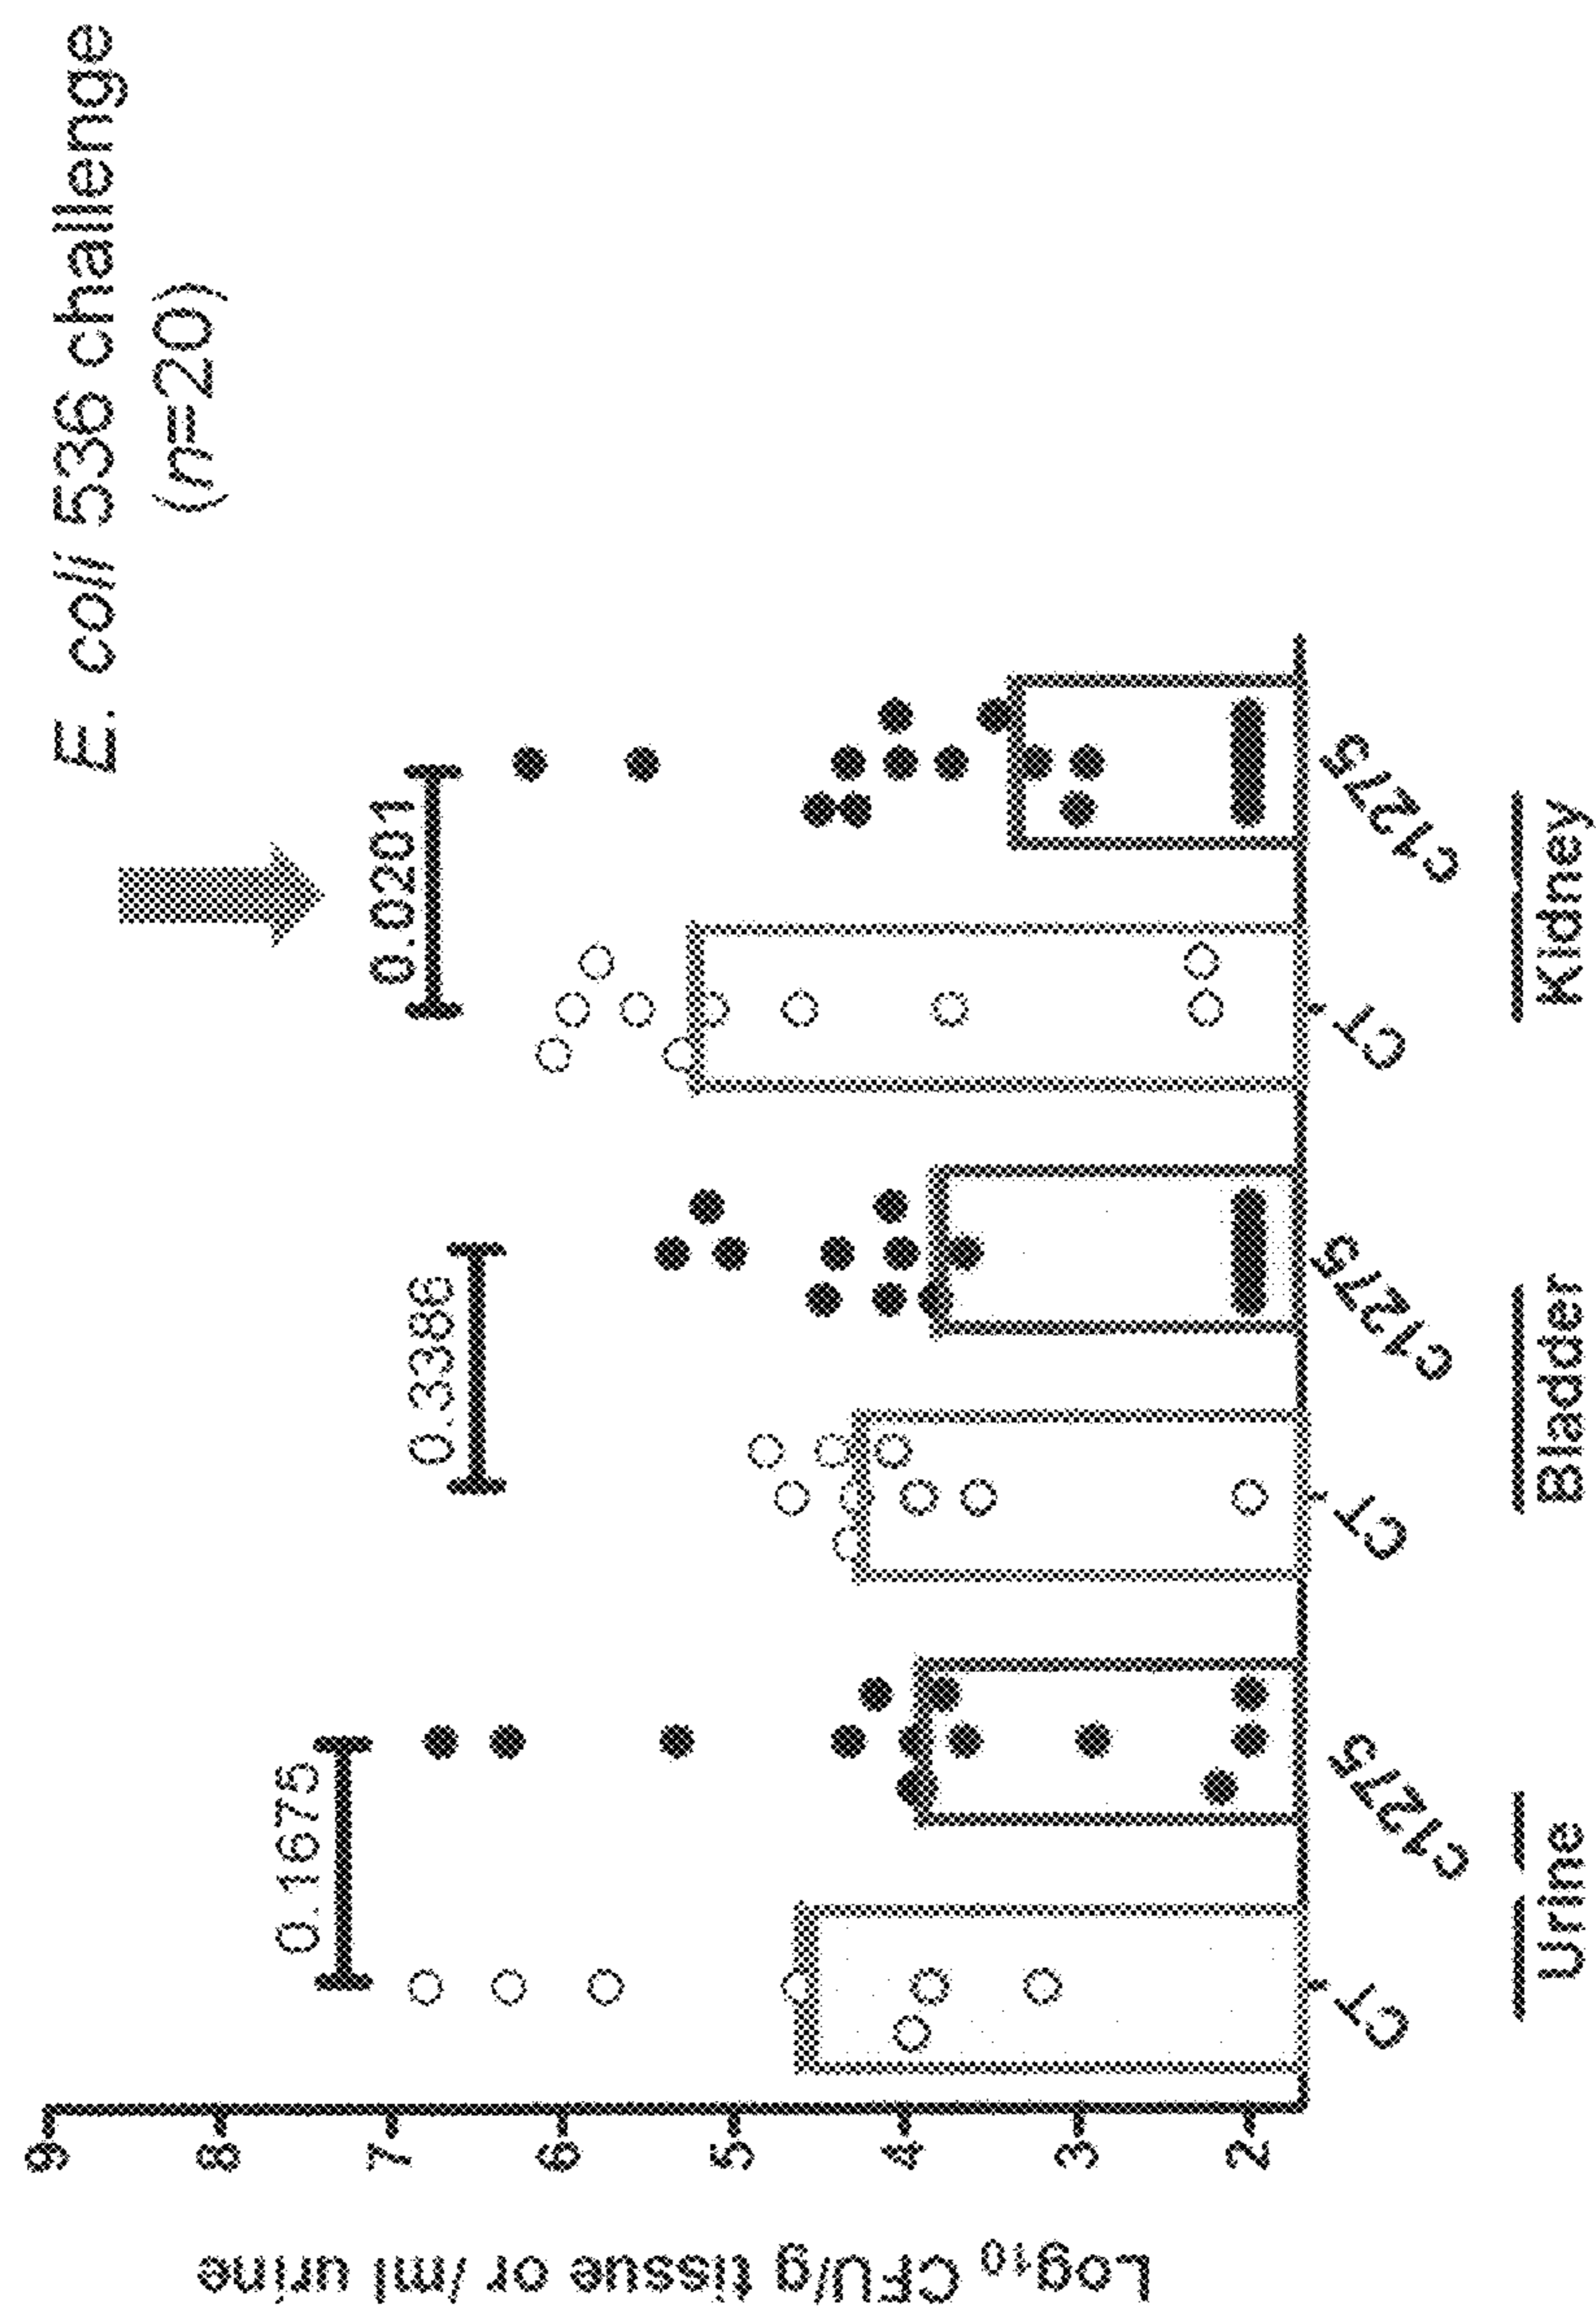 E. coli 536 challenge
(n=20)
0.1675
0.3386
0.0201
Log10 CFU/g tissue or /ml urine
9
8
7
6
5
4
3
2
CT
c1275
CT
c1275
CT
c1275
Urine
Bladder
Kidney